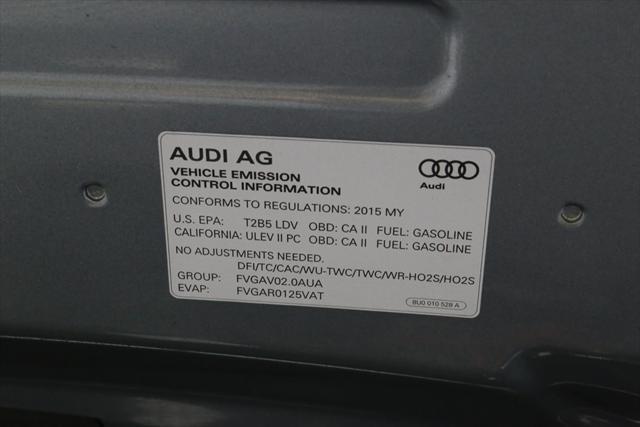 AUDI AG
VEHICLE EMISSION
CONTROL INFORMATION
Audi
CONFORMS TO REGULATIONS: 2015 MY
U.S. EPA: T2B5 LDV OBD: CA II FUEL: GASOLINE
CALIFORNIA: ULEV II PC OBD: CA II FUEL: GASOLINE
NO ADJUSTMENTS NEEDED.
DFI/TC/CAC/WU-TWC/TWC/WR-HO2S/HO2S
GROUP: FVGAV02.0AUA
EVAP: FVGAR0125VAT
8U0 010 528 A